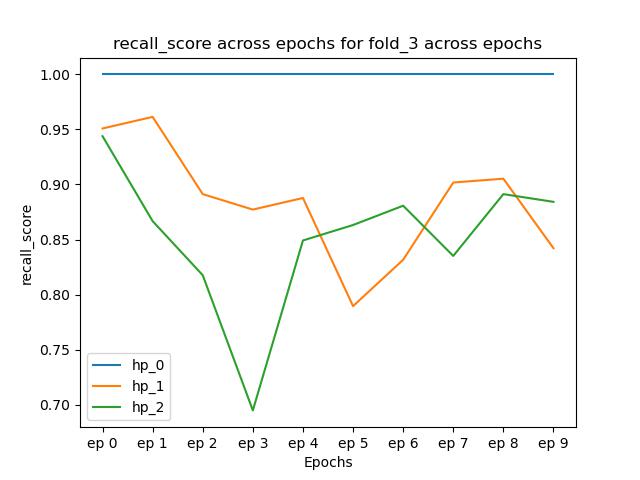 recall_score across epochs for fold_3 across epochs
1.00
0.95
0.90
0.85
0.80
0.75
0.70
recall_score
hp_0
hp_1
hp_2
ep 0 ep 1 ep 2 ep 3 ep 4 ep 5 ep 6 ep 7 ep 8 ep 9
Epochs